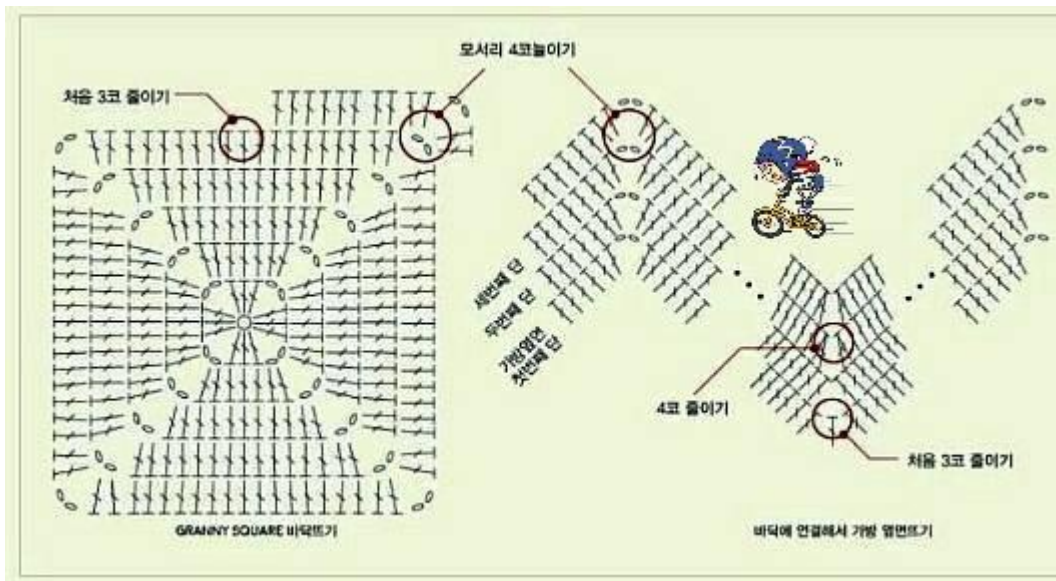 모서리 4코늘이기
처음 3코 줄이기
세번째 단
두번째 단
가방옆면
첫번째 단
4코 줄이기
처음 3코 줄이기
GRANNY SQUARE 바닥뜨기
바닥에 연결해서 가방 옆면뜨기